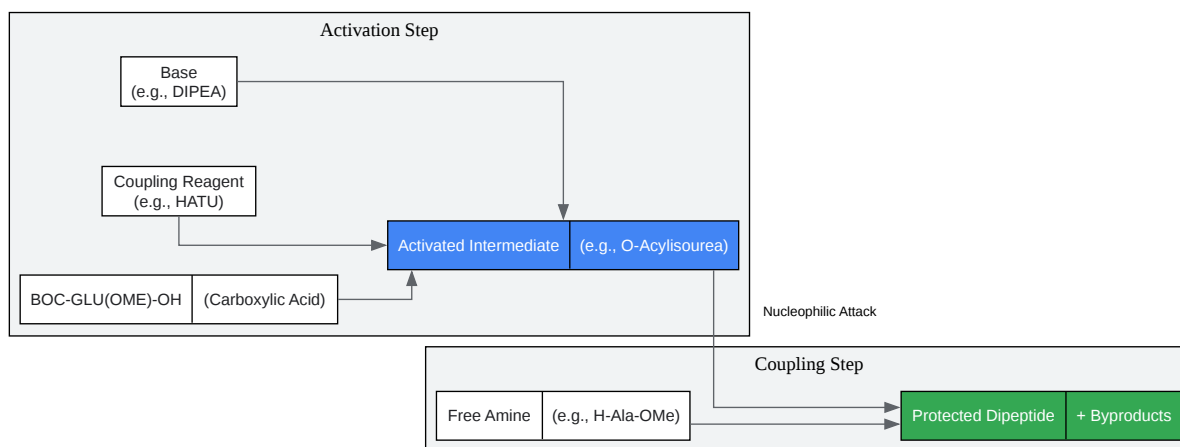 Activation Step
Base
(e.g., DIPEA)
Coupling Reagent
(e.g., HATU)
Activated Intermediate
(e.g., O-Acylisourea)
BOC-GLU(OME)-OH
(Carboxylic Acid)
Nucleophilic Attack
Coupling Step
Free Amine
(e.g., H-Ala-OMe)
Protected Dipeptide
+ Byproducts